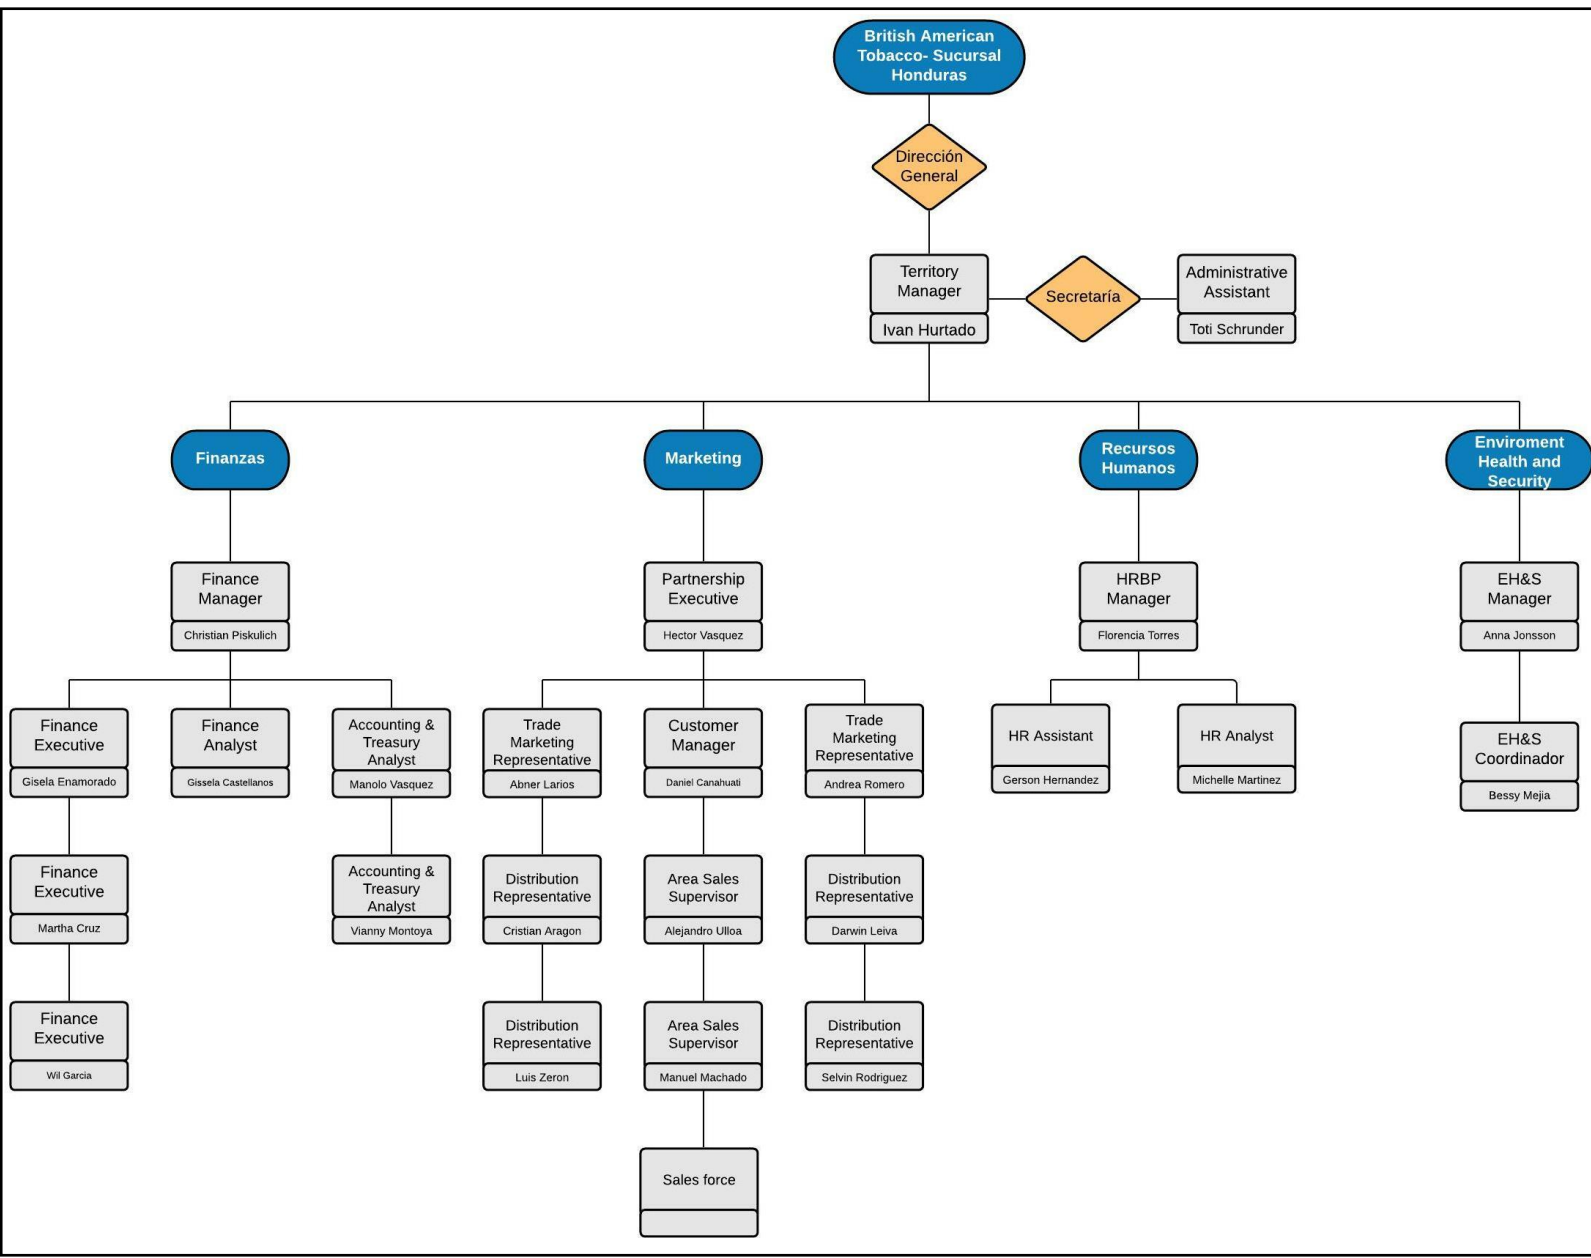 British American
Tobacco- Sucursal
Honduras
Dirección
General
Territory
Manager
Ivan Hurtado
Secretaría
Administrative
Assistant
Toti Schrunder
Finanzas
Marketing
Recursos
Humanos
Enviroment
Health and
Security
Finance
Manager
Christian Piskulich
Partnership
Executive
Hector Vasquez
HRBP
Manager
Florencia Torres
EH&S
Manager
Anna Jonsson
Finance
Executive
Gisela Enamorado
Finance
Analyst
Gissela Castellanos
Accounting &
Treasury
Analyst
Manolo Vasquez
Trade
Marketing
Representative
Abner Larios
Customer
Manager
Daniel Canahuati
Trade
Marketing
Representative
Andrea Romero
HR Assistant
Gerson Hernandez
HR Analyst
Michelle Martinez
EH&S
Coordinador
Bessy Mejia
Finance
Executive
Martha Cruz
Accounting &
Treasury
Analyst
Vianny Montoya
Distribution
Representative
Cristian Aragon
Area Sales
Supervisor
Alejandro Ulloa
Distribution
Representative
Darwin Leiva
Finance
Executive
Wil Garcia
Distribution
Representative
Luis Zeron
Area Sales
Supervisor
Manuel Machado
Distribution
Representative
Selvin Rodriguez
Sales force